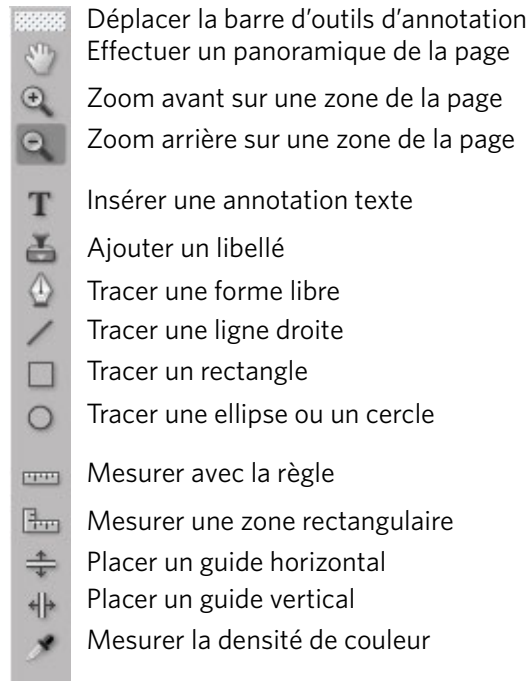 Déplacer la barre d’outils d’annotation
Effectuer un panoramique de la page
Zoom avant sur une zone de la page
Zoom arrière sur une zone de la page
T Insérer une annotation texte
Ajouter un libellé
Tracer une forme libre
Tracer une ligne droite
Tracer un rectangle
Tracer une ellipse ou un cercle
Mesurer avec la règle
Mesurer une zone rectangulaire
Placer un guide horizontal
Placer un guide vertical
Mesurer la densité de couleur